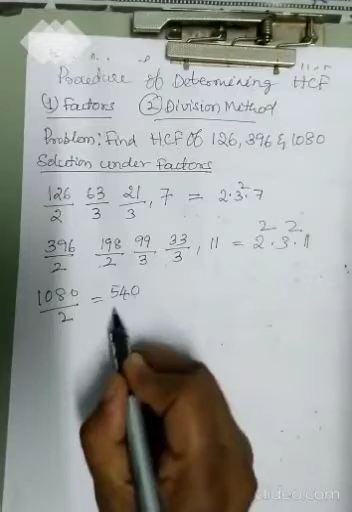 Procedure of Determining HCF
① Factors ② Division Method
Problem: Find HCF of 126, 396 & 1080
Solution under factors
126/2 63/3 21/3, 7 = 2·3²·7
396/2 198/2 99/3 33/3, 11 = 2²·3²·11
1080/2 = 540